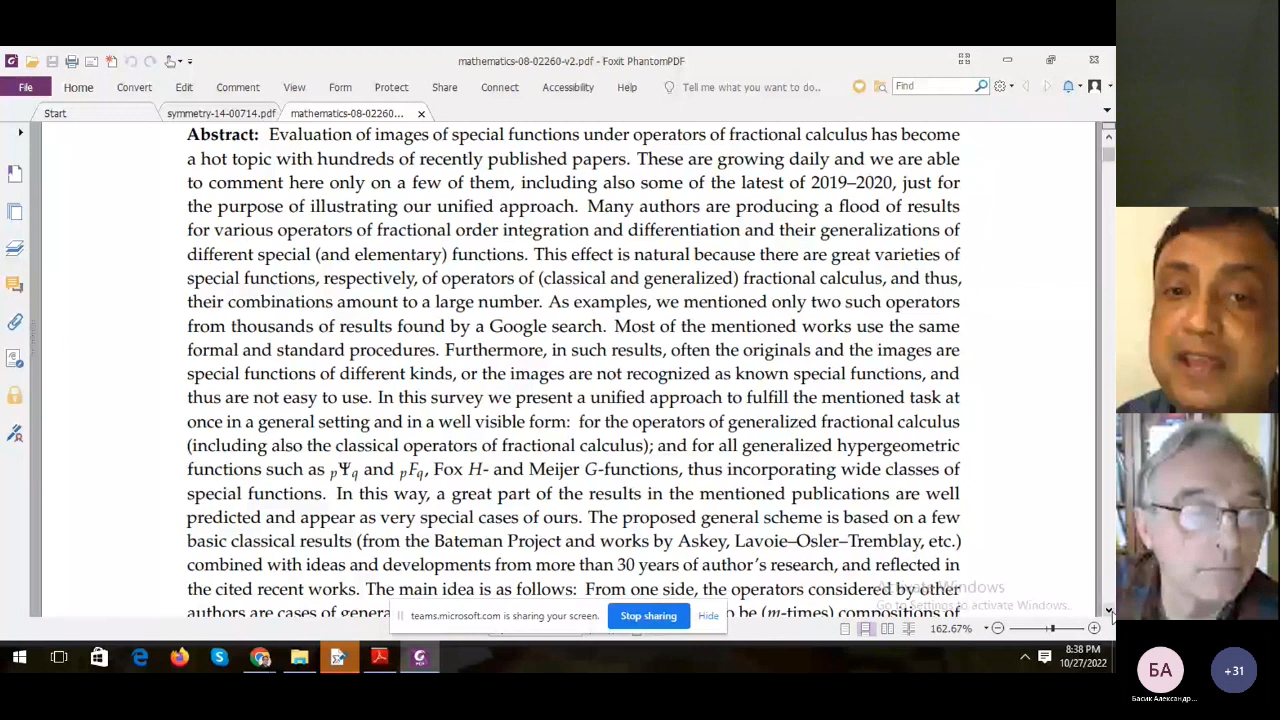 mathematics-08-02260-v2.pdf - Foxit PhantomPDF
File Home Convert Edit Comment View Form Protect Share Connect Accessibility Help Tell me what you want to do.. Find
Start symmetry-14-00714.pdf mathematics-08-02260...
Abstract: Evaluation of images of special functions under operators of fractional calculus has become
a hot topic with hundreds of recently published papers. These are growing daily and we are able
to comment here only on a few of them, including also some of the latest of 2019–2020, just for
the purpose of illustrating our unified approach. Many authors are producing a flood of results
for various operators of fractional order integration and differentiation and their generalizations of
different special (and elementary) functions. This effect is natural because there are great varieties of
special functions, respectively, of operators of (classical and generalized) fractional calculus, and thus,
their combinations amount to a large number. As examples, we mentioned only two such operators
from thousands of results found by a Google search. Most of the mentioned works use the same
formal and standard procedures. Furthermore, in such results, often the originals and the images are
special functions of different kinds, or the images are not recognized as known special functions, and
thus are not easy to use. In this survey we present a unified approach to fulfill the mentioned task at
once in a general setting and in a well visible form: for the operators of generalized fractional calculus
(including also the classical operators of fractional calculus); and for all generalized hypergeometric
functions such as pΨq and pFq, Fox H- and Meijer G-functions, thus incorporating wide classes of
special functions. In this way, a great part of the results in the mentioned publications are well
predicted and appear as very special cases of ours. The proposed general scheme is based on a few
basic classical results (from the Bateman Project and works by Askey, Lavoie–Osler–Tremblay, etc.)
combined with ideas and developments from more than 30 years of author's research, and reflected in
the cited recent works. The main idea is as follows: From one side, the operators considered by other
authors are cases of gener o be (m-times) compositions of
Activate Windows
Go to Settings to activate Windows.
teams.microsoft.com is sharing your screen. Stop sharing Hide
162.67%
8:38 PM
10/27/2022
БА
+31
Басик Александр...